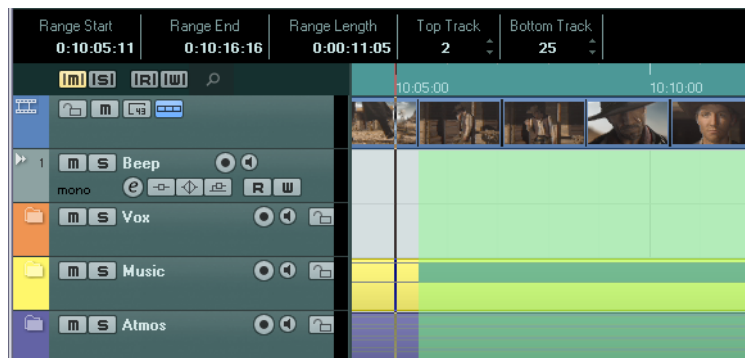 Range Start Range End Range Length Top Track Bottom Track
0:10:05:11 0:10:16:16 0:00:11:05 2 25
M S R W
10:05:00 10:10:00
m 43
1 m S Beep
mono e R W
m S Vox
m S Music
m S Atmos